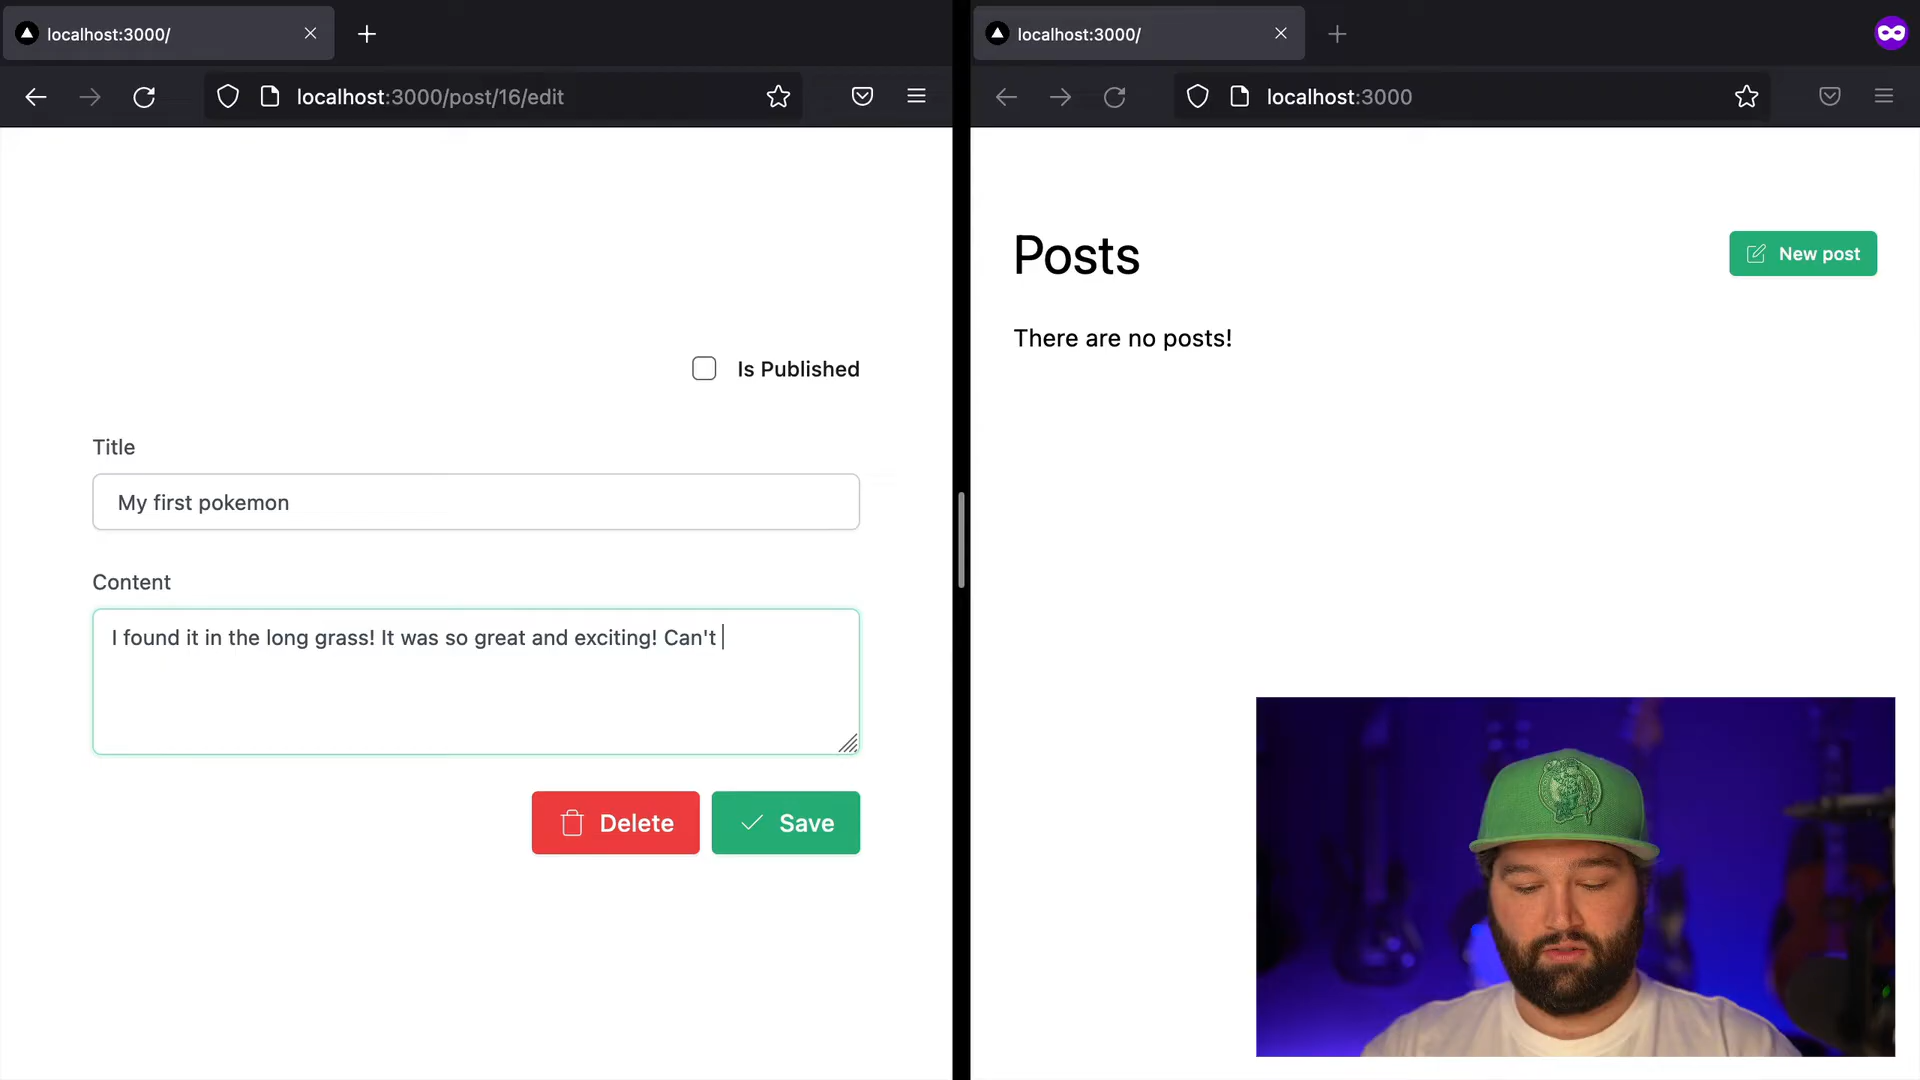 localhost:3000/
localhost:3000/post/16/edit
Is Published
Title
My first pokemon
Content
I found it in the long grass! It was so great and exciting! Can't
Delete
Save
localhost:3000/
localhost:3000
Posts
New post
There are no posts!